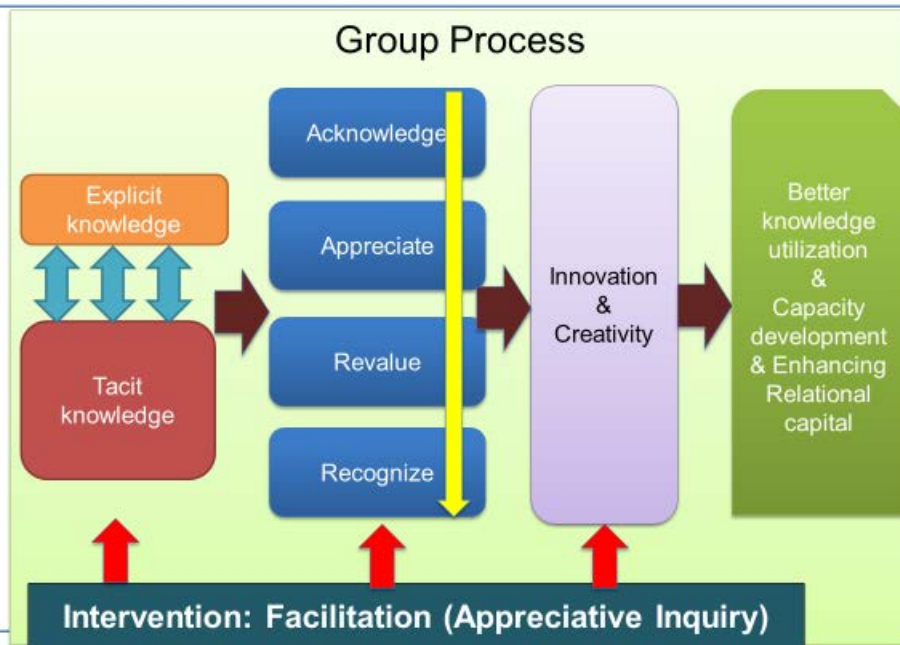 Group Process
Explicit
knowledge
Tacit
knowledge
Acknowledge
Appreciate
Revalue
Recognize
Innovation
&
Creativity
Better
knowledge
utilization
&
Capacity
development
& Enhancing
Relational
capital
Intervention: Facilitation (Appreciative Inquiry)